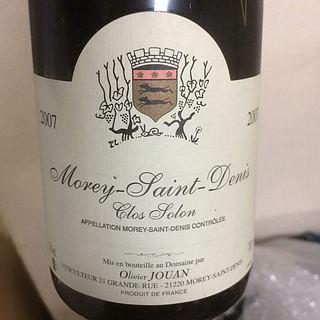 2007 2007
Morey-Saint-Denis
Clos Solon
APPELLATION MOREY-SAINT-DENIS CONTRÔLÉE
Mis en bouteille au Domaine par
Olivier JOUAN
VITICULTEUR 21, GRANDE-RUE - 21220 MOREY-SAINT-DENIS
PRODUIT DE FRANCE